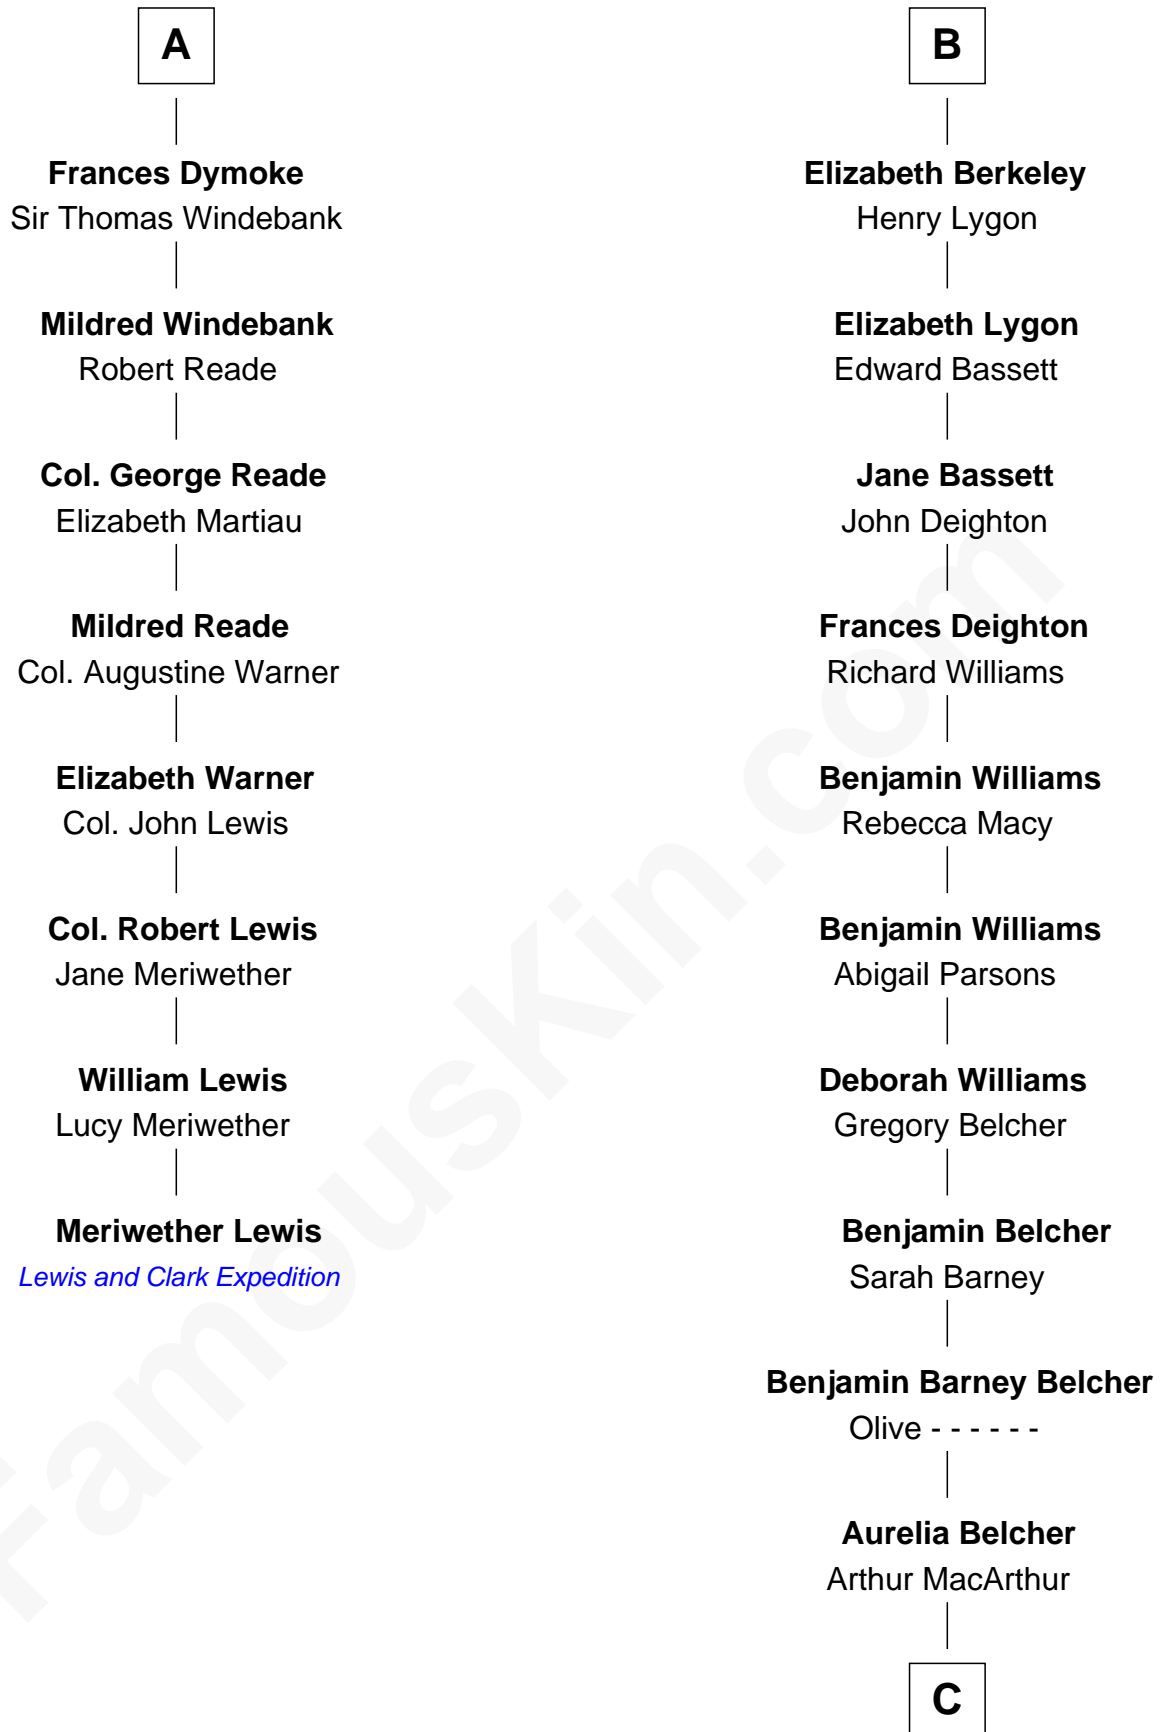 A
Frances Dymoke
Sir Thomas Windebank
Mildred Windebank
Robert Reade
Col. George Reade
Elizabeth Martiau
Mildred Reade
Col. Augustine Warner
Elizabeth Warner
Col. John Lewis
Col. Robert Lewis
Jane Meriwether
William Lewis
Lucy Meriwether
Meriwether Lewis
Lewis and Clark Expedition
B
Elizabeth Berkeley
Henry Lygon
Elizabeth Lygon
Edward Bassett
Jane Bassett
John Deighton
Frances Deighton
Richard Williams
Benjamin Williams
Rebecca Macy
Benjamin Williams
Abigail Parsons
Deborah Williams
Gregory Belcher
Benjamin Belcher
Sarah Barney
Benjamin Barney Belcher
Olive - - - - - -
Aurelia Belcher
Arthur MacArthur
C
FamousKin.com